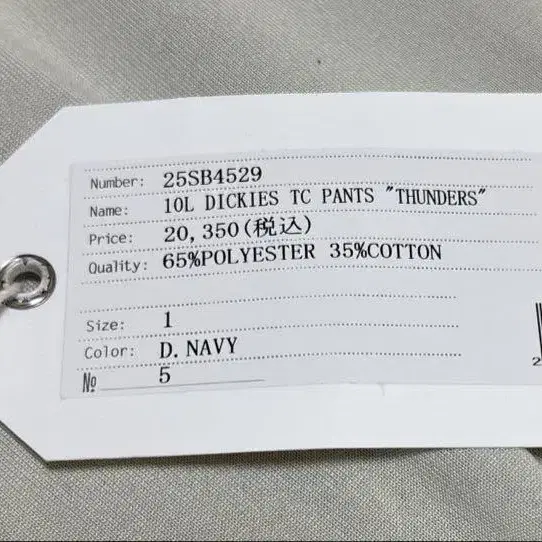 Number: 25SB4529
Name: 10L DICKIES TC PANTS "THUNDERS"
Price: 20,350(税込)
Quality: 65%POLYESTER 35%COTTON
Size: 1
Color: D.NAVY
№ 5
2